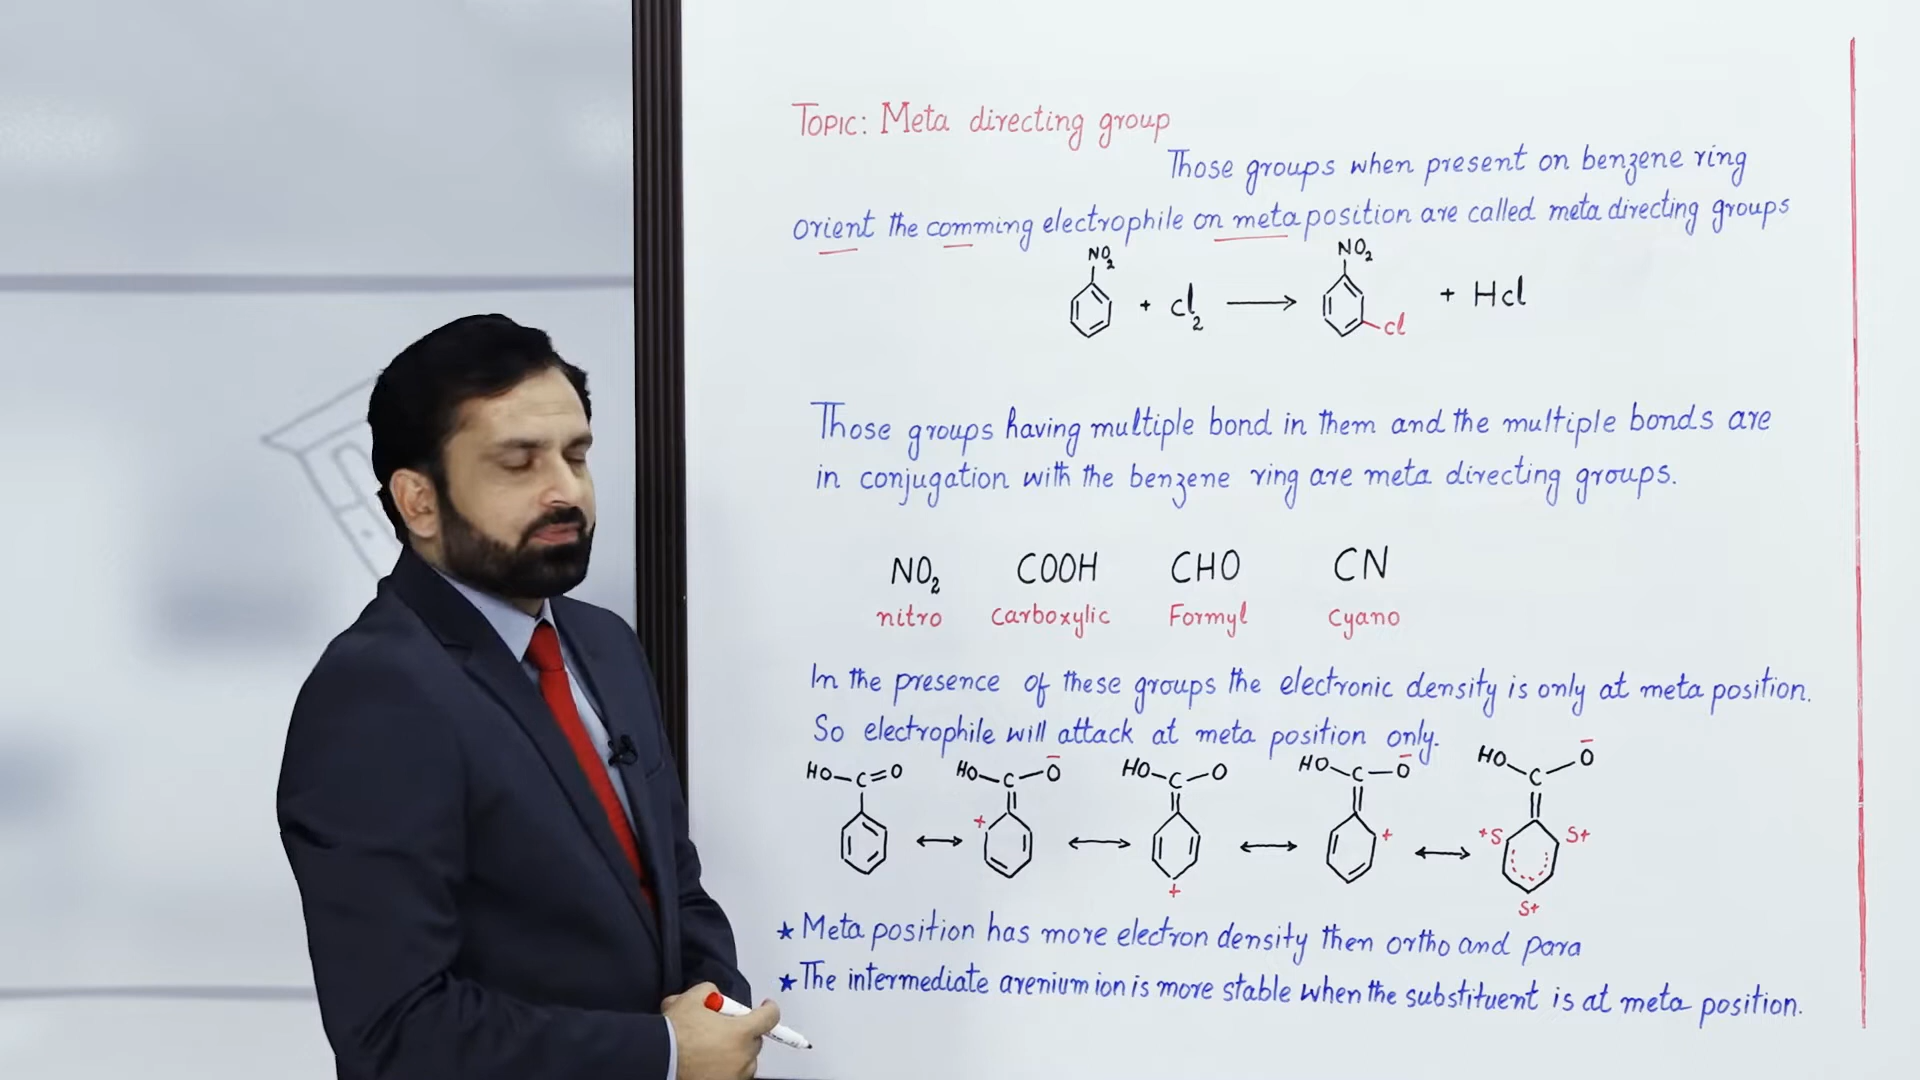 Topic: Meta directing group
Those groups when present on benzene ring
orient the comming electrophile on meta position are called meta directing groups
NO2 NO2
+ Cl2 ⟶ + Hcl
cl
Those groups having multiple bond in them and the multiple bonds are
in conjugation with the benzene ring are meta directing groups.
NO2 COOH CHO CN
nitro Carboxylic Formyl Cyano
In the presence of these groups the electronic density is only at meta position.
So electrophile will attack at meta position only.
HO-C=O HO-C-O̅ HO-C-O HO-C-O̅ HO-C-O̅
+ ⟷ ⟷ + ⟷ + ⟷ +S S+
S+
★ Meta position has more electron density then ortho and para
★ The intermediate arenium ion is more stable when the substituent is at meta position.